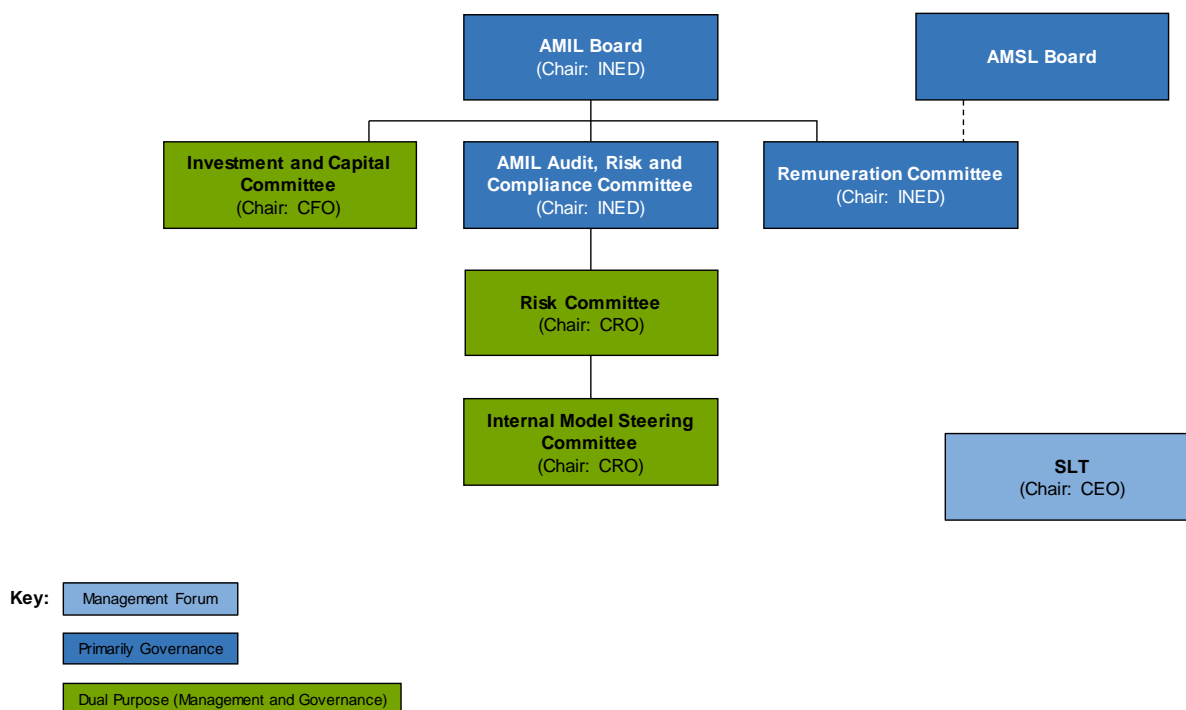 AMIL Board
(Chair: INED)
AMSL Board
Investment and Capital
Committee
(Chair: CFO)
AMIL Audit, Risk and
Compliance Committee
(Chair: INED)
Remuneration Committee
(Chair: INED)
Risk Committee
(Chair: CRO)
Internal Model Steering
Committee
(Chair: CRO)
SLT
(Chair: CEO)
Key:
Management Forum
Primarily Governance
Dual Purpose (Management and Governance)